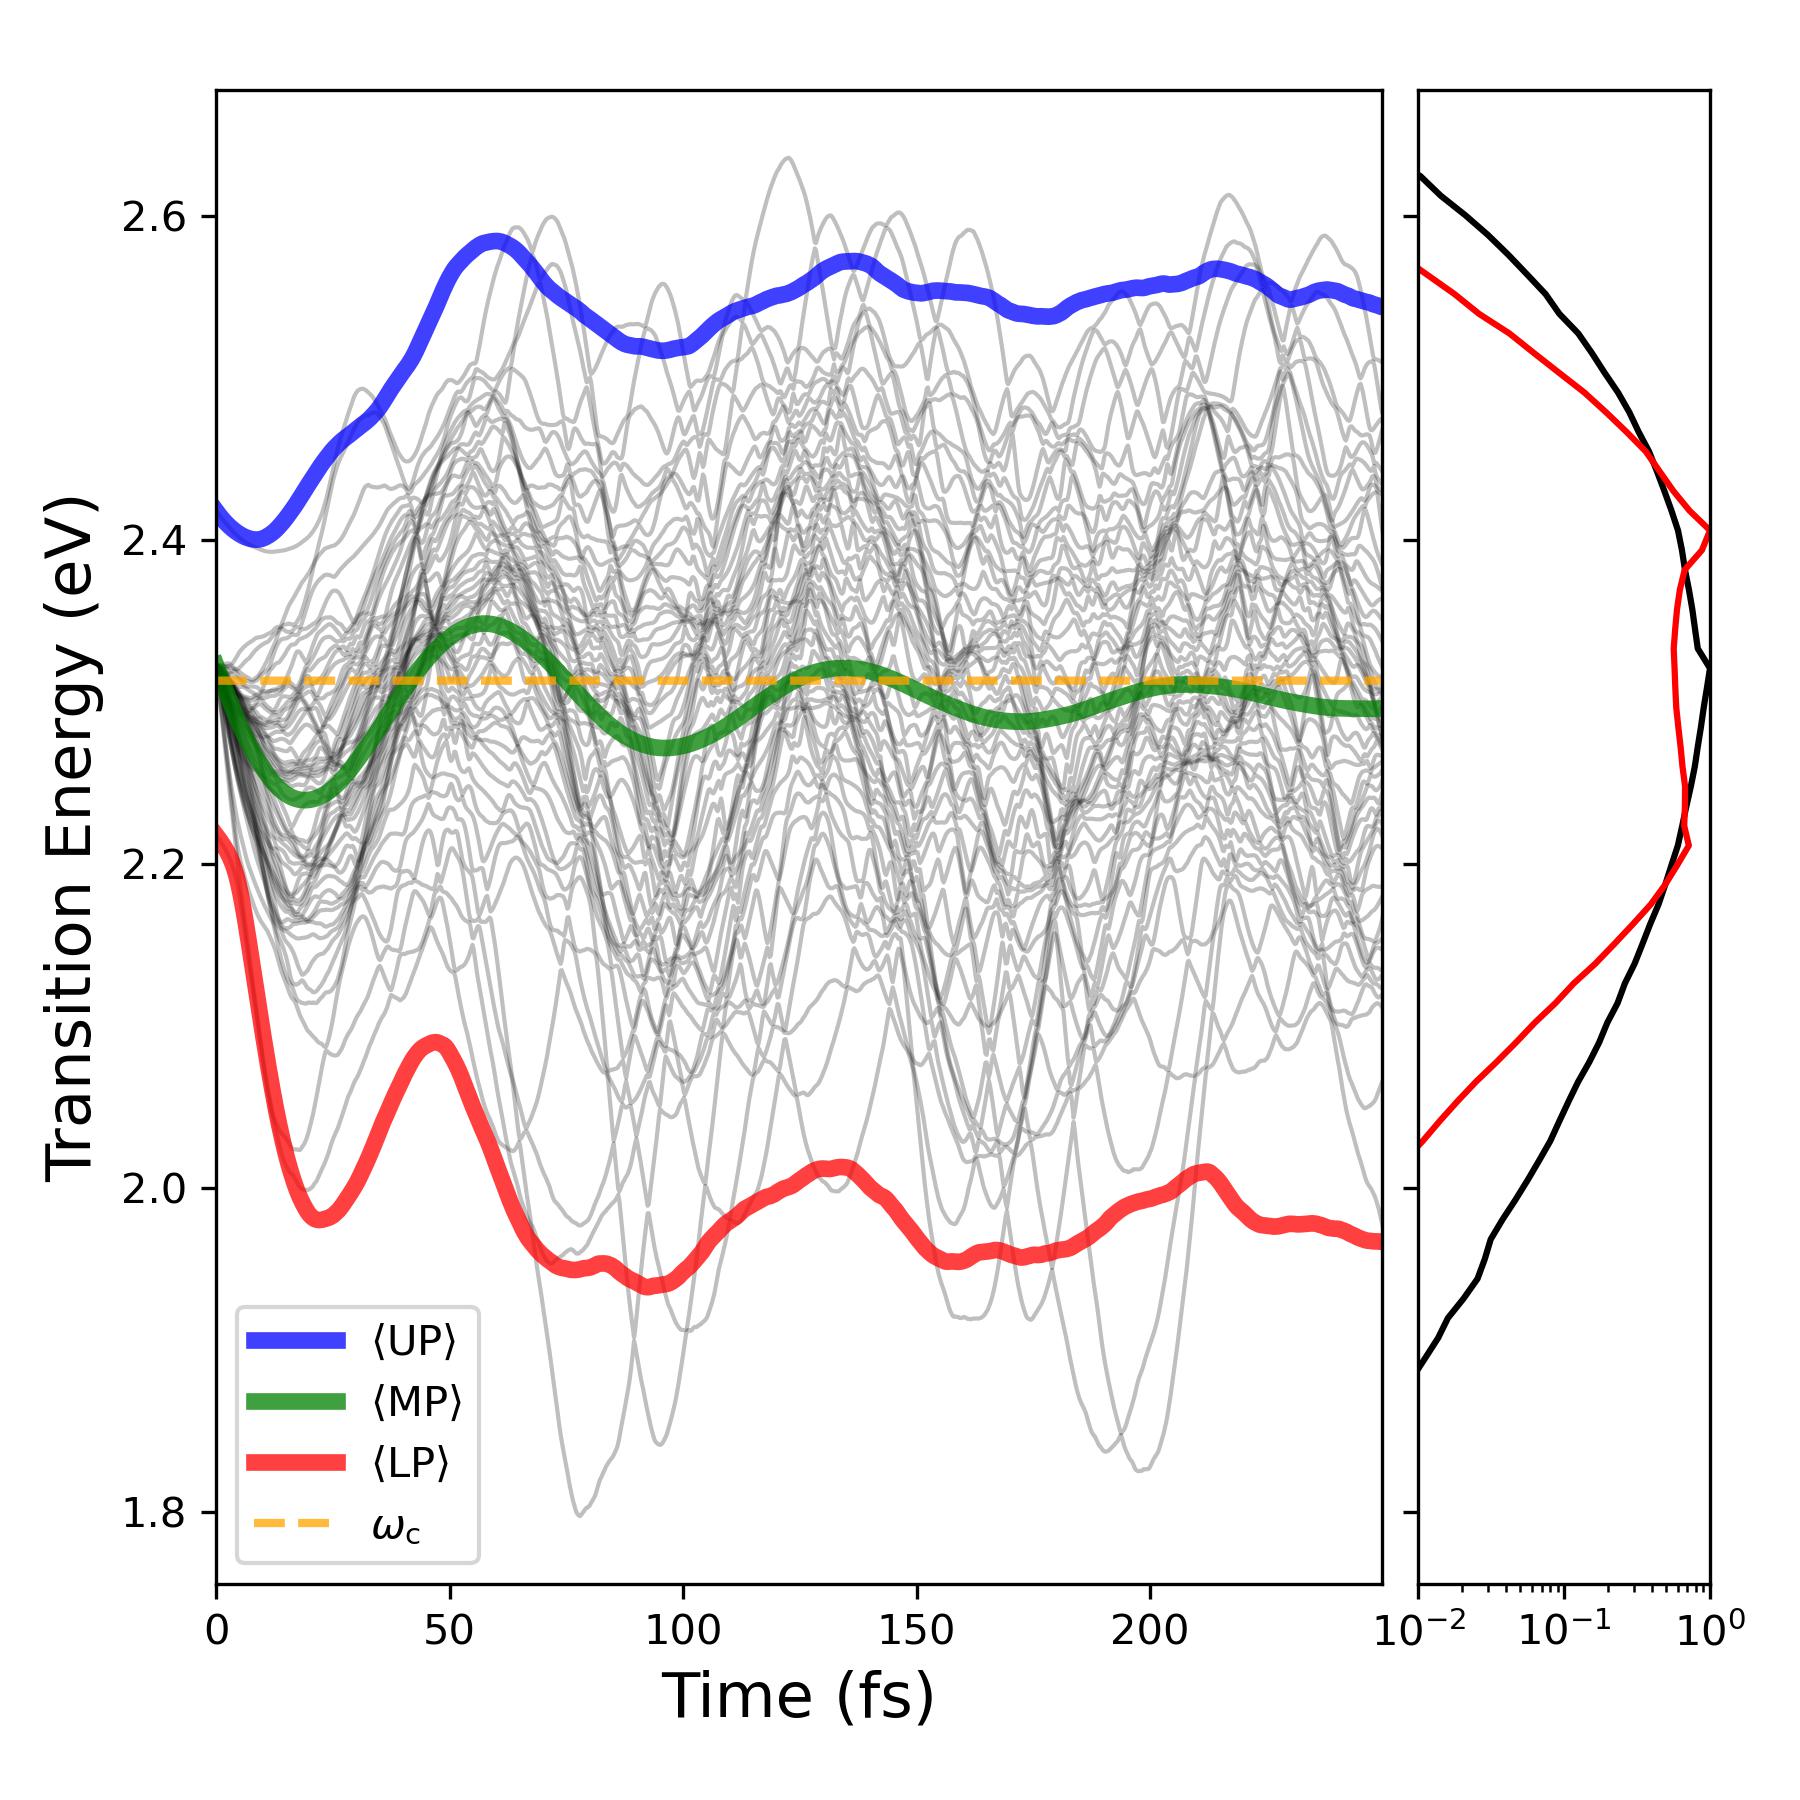 Transition Energy (eV)
2.6
2.4
2.2
2.0
1.8
⟨UP⟩
⟨MP⟩
⟨LP⟩
ω_c
0 50 100 150 200
10⁻² 10⁻¹ 10⁰
Time (fs)